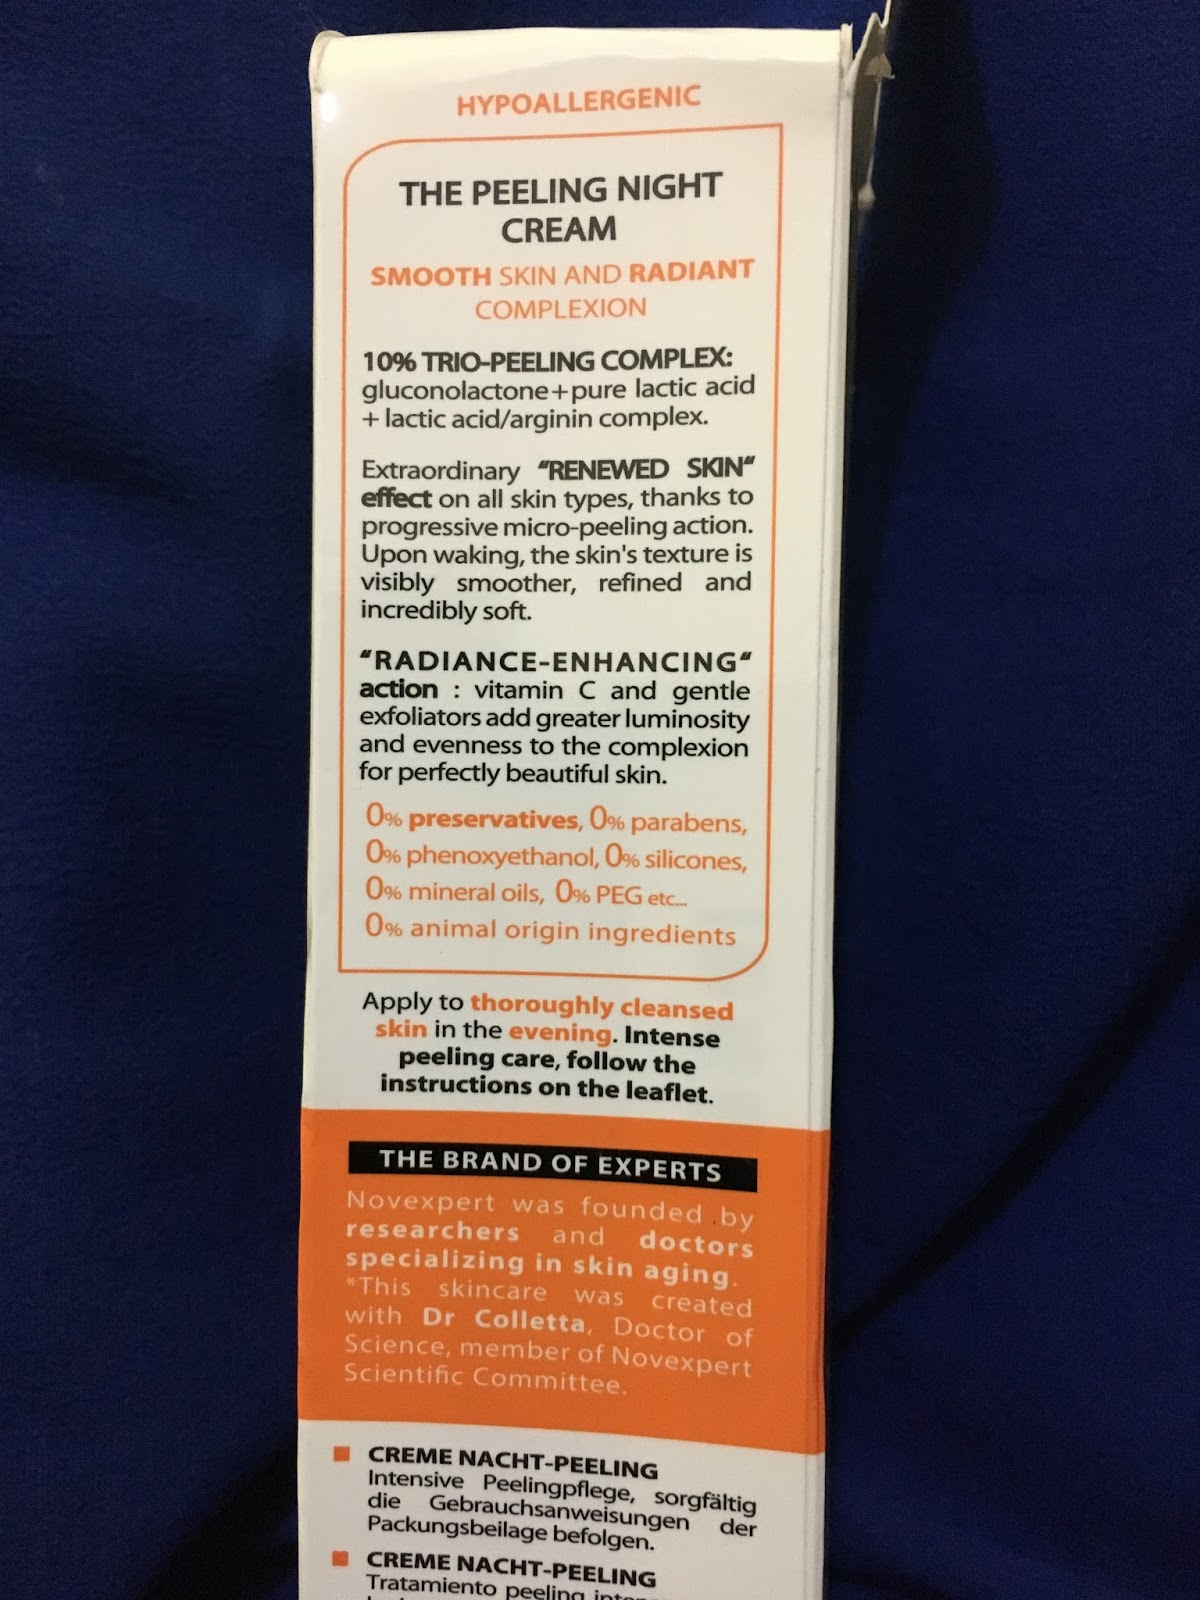 HYPOALLERGENIC
THE PEELING NIGHT
CREAM
SMOOTH SKIN AND RADIANT
COMPLEXION
10% TRIO-PEELING COMPLEX:
gluconolactone+pure lactic acid
+ lactic acid/arginin complex.
Extraordinary "RENEWED SKIN"
effect on all skin types, thanks to
progressive micro-peeling action.
Upon waking, the skin's texture is
visibly smoother, refined and
incredibly soft.
"RADIANCE-ENHANCING"
action : vitamin C and gentle
exfoliators add greater luminosity
and evenness to the complexion
for perfectly beautiful skin.
0% preservatives, 0% parabens,
0% phenoxyethanol, 0% silicones,
0% mineral oils, 0% PEG etc...
0% animal origin ingredients
Apply to thoroughly cleansed
skin in the evening. Intense
peeling care, follow the
instructions on the leaflet.
THE BRAND OF EXPERTS
Novexpert was founded by
researchers and doctors
specializing in skin aging.
*This skincare was created
with Dr Colletta, Doctor of
Science, member of Novexpert
Scientific Committee.
CREME NACHT-PEELING
Intensive Peelingpflege, sorgfältig
die Gebrauchsanweisungen der
Packungsbeilage befolgen.
CREME NACHT-PEELING
Tratamiento peeling